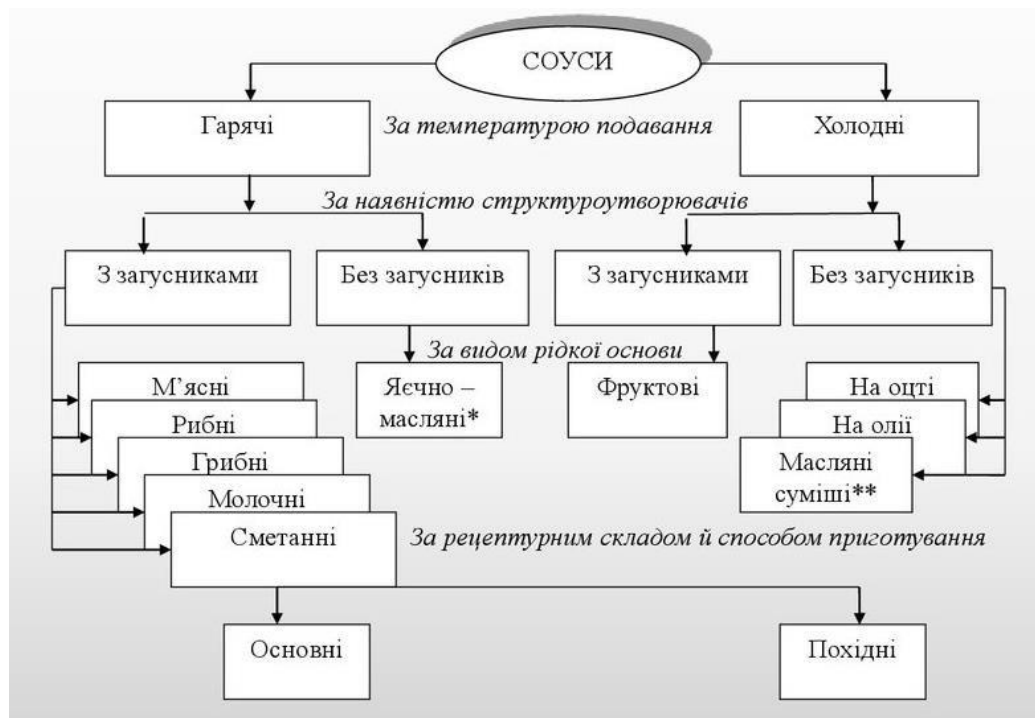 СОУСИ
Гарячі
За температурою подавання
Холодні
За наявністю структуроутворювачів
З загусниками
Без загусників
З загусниками
Без загусників
За видом рідкої основи
М’ясні
Рибні
Грибні
Молочні
Сметанні
Яєчно –
масляні*
Фруктові
На оцті
На олії
Масляні
суміші**
За рецептурним складом й способом приготування
Основні
Похідні